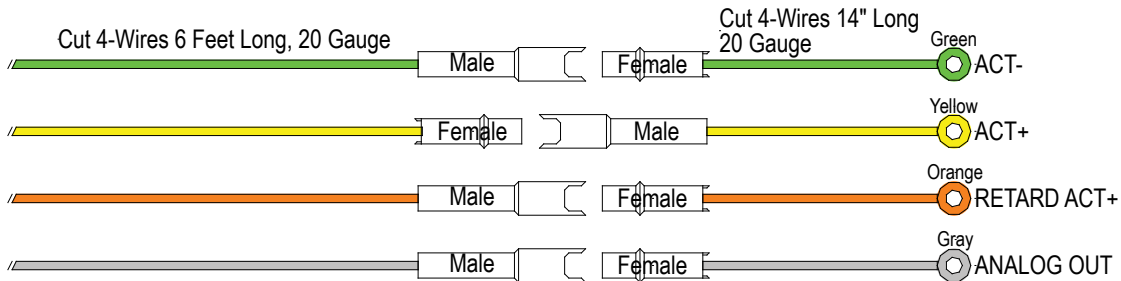 Cut 4-Wires 6 Feet Long, 20 Gauge
Cut 4-Wires 14" Long
20 Gauge
Male
Female
Green
ACT-
Female
Male
Yellow
ACT+
Male
Female
Orange
RETARD ACT+
Male
Female
Gray
ANALOG OUT